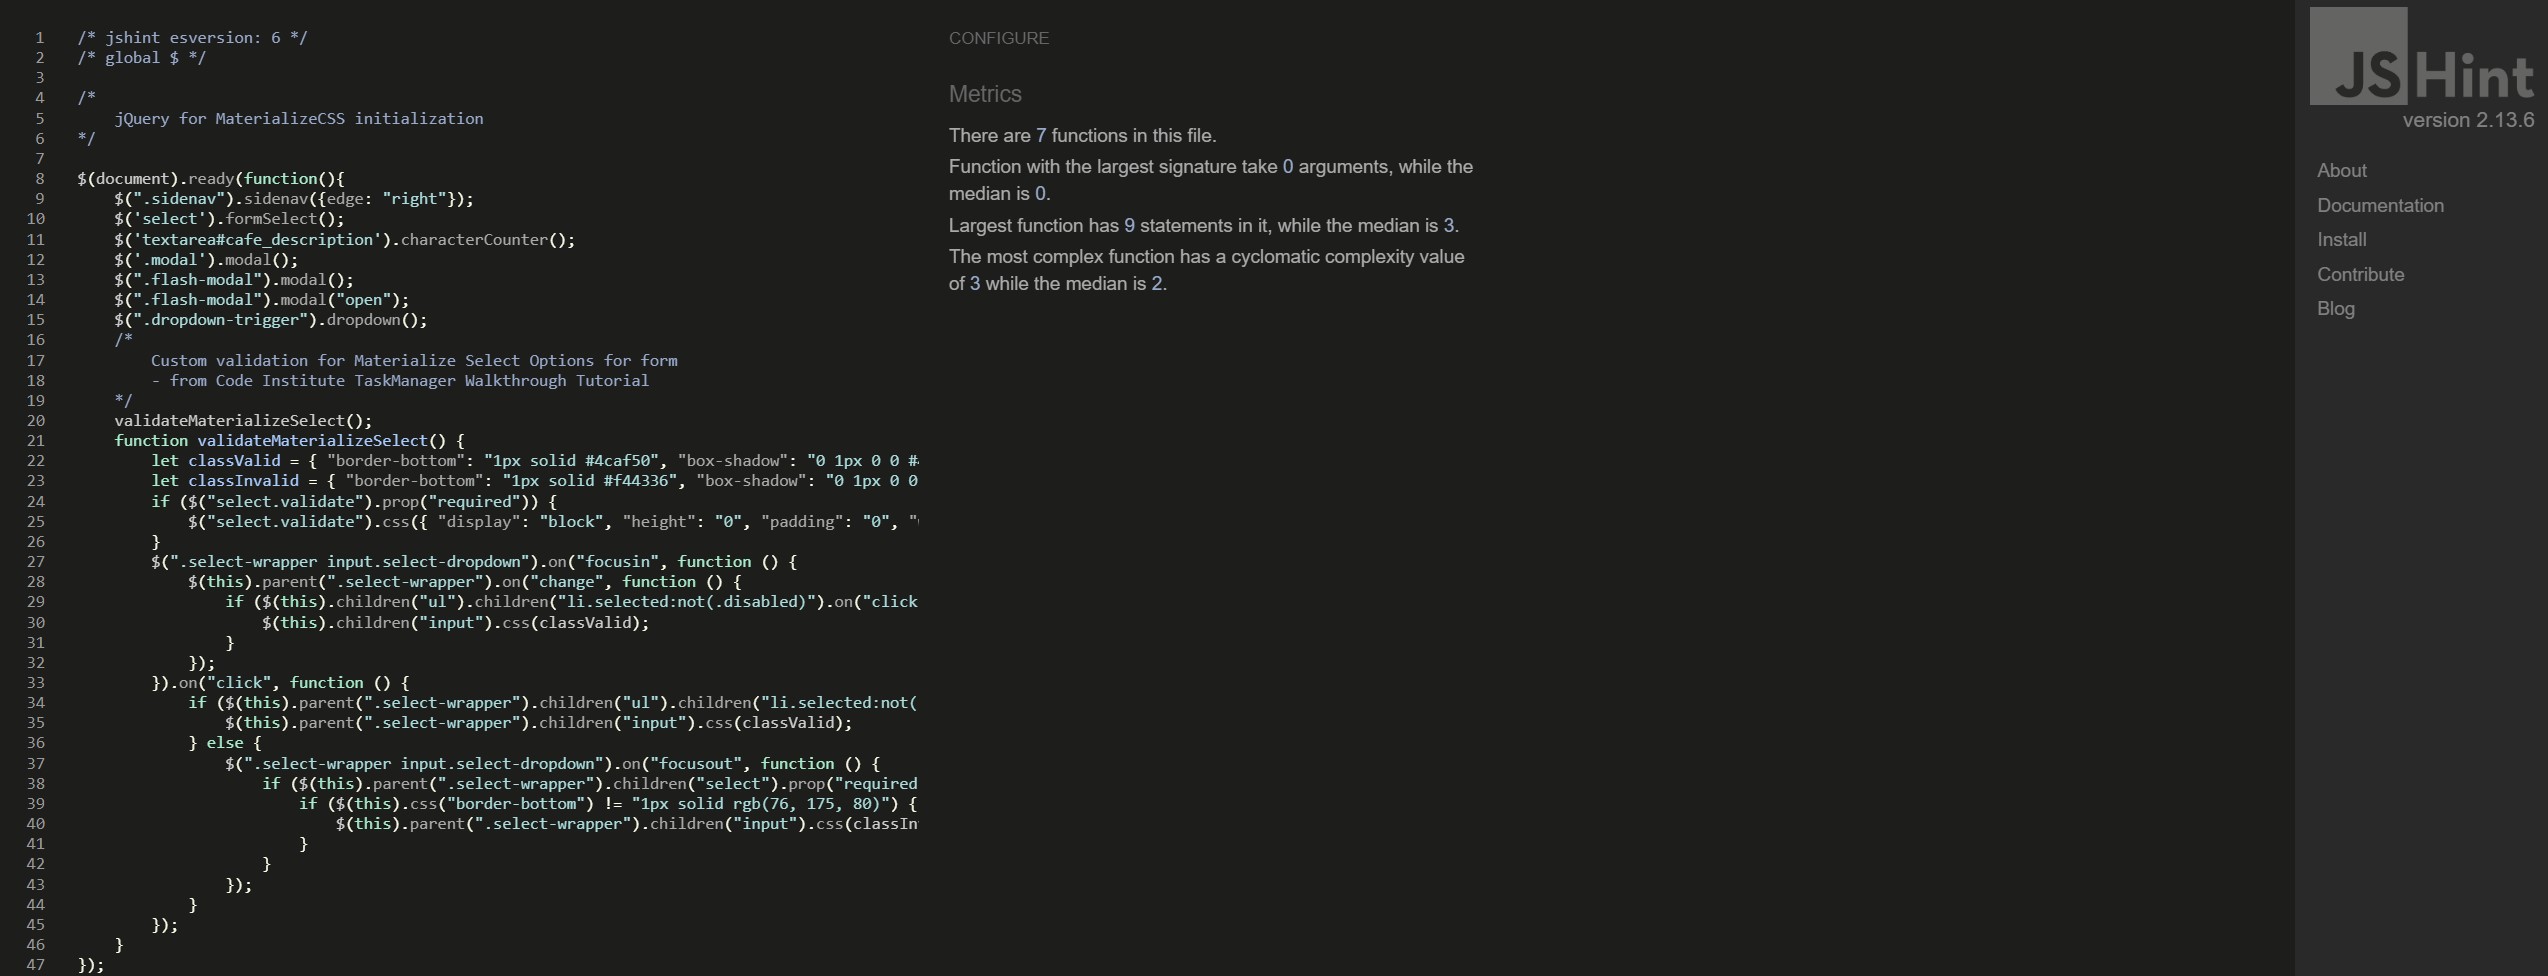 1 /* jshint esversion: 6 */
2 /* global $ */
3
4 /*
5 jQuery for MaterializeCSS initialization
6 */
7
8 $(document).ready(function(){
9 $(".sidenav").sidenav({edge: "right"});
10 $('select').formSelect();
11 $('textarea#cafe_description').characterCounter();
12 $('.modal').modal();
13 $(".flash-modal").modal();
14 $(".flash-modal").modal("open");
15 $(".dropdown-trigger").dropdown();
16 /*
17 Custom validation for Materialize Select Options for form
18 - from Code Institute TaskManager Walkthrough Tutorial
19 */
20 validateMaterializeSelect();
21 function validateMaterializeSelect() {
22 let classValid = { "border-bottom": "1px solid #4caf50", "box-shadow": "0 1px 0 0 #
23 let classInvalid = { "border-bottom": "1px solid #f44336", "box-shadow": "0 1px 0 0
24 if ($("select.validate").prop("required")) {
25 $("select.validate").css({ "display": "block", "height": "0", "padding": "0", "
26 }
27 $(".select-wrapper input.select-dropdown").on("focusin", function () {
28 $(this).parent(".select-wrapper").on("change", function () {
29 if ($(this).children("ul").children("li.selected:not(.disabled)").on("click
30 $(this).children("input").css(classValid);
31 }
32 });
33 }).on("click", function () {
34 if ($(this).parent(".select-wrapper").children("ul").children("li.selected:not(
35 $(this).parent(".select-wrapper").children("input").css(classValid);
36 } else {
37 $(".select-wrapper input.select-dropdown").on("focusout", function () {
38 if ($(this).parent(".select-wrapper").children("select").prop("required
39 if ($(this).css("border-bottom") != "1px solid rgb(76, 175, 80)") {
40 $(this).parent(".select-wrapper").children("input").css(classIn
41 }
42 }
43 });
44 }
45 });
46 }
47 });
CONFIGURE
Metrics
There are 7 functions in this file.
Function with the largest signature take 0 arguments, while the
median is 0.
Largest function has 9 statements in it, while the median is 3.
The most complex function has a cyclomatic complexity value
of 3 while the median is 2.
JSHint
version 2.13.6
About
Documentation
Install
Contribute
Blog